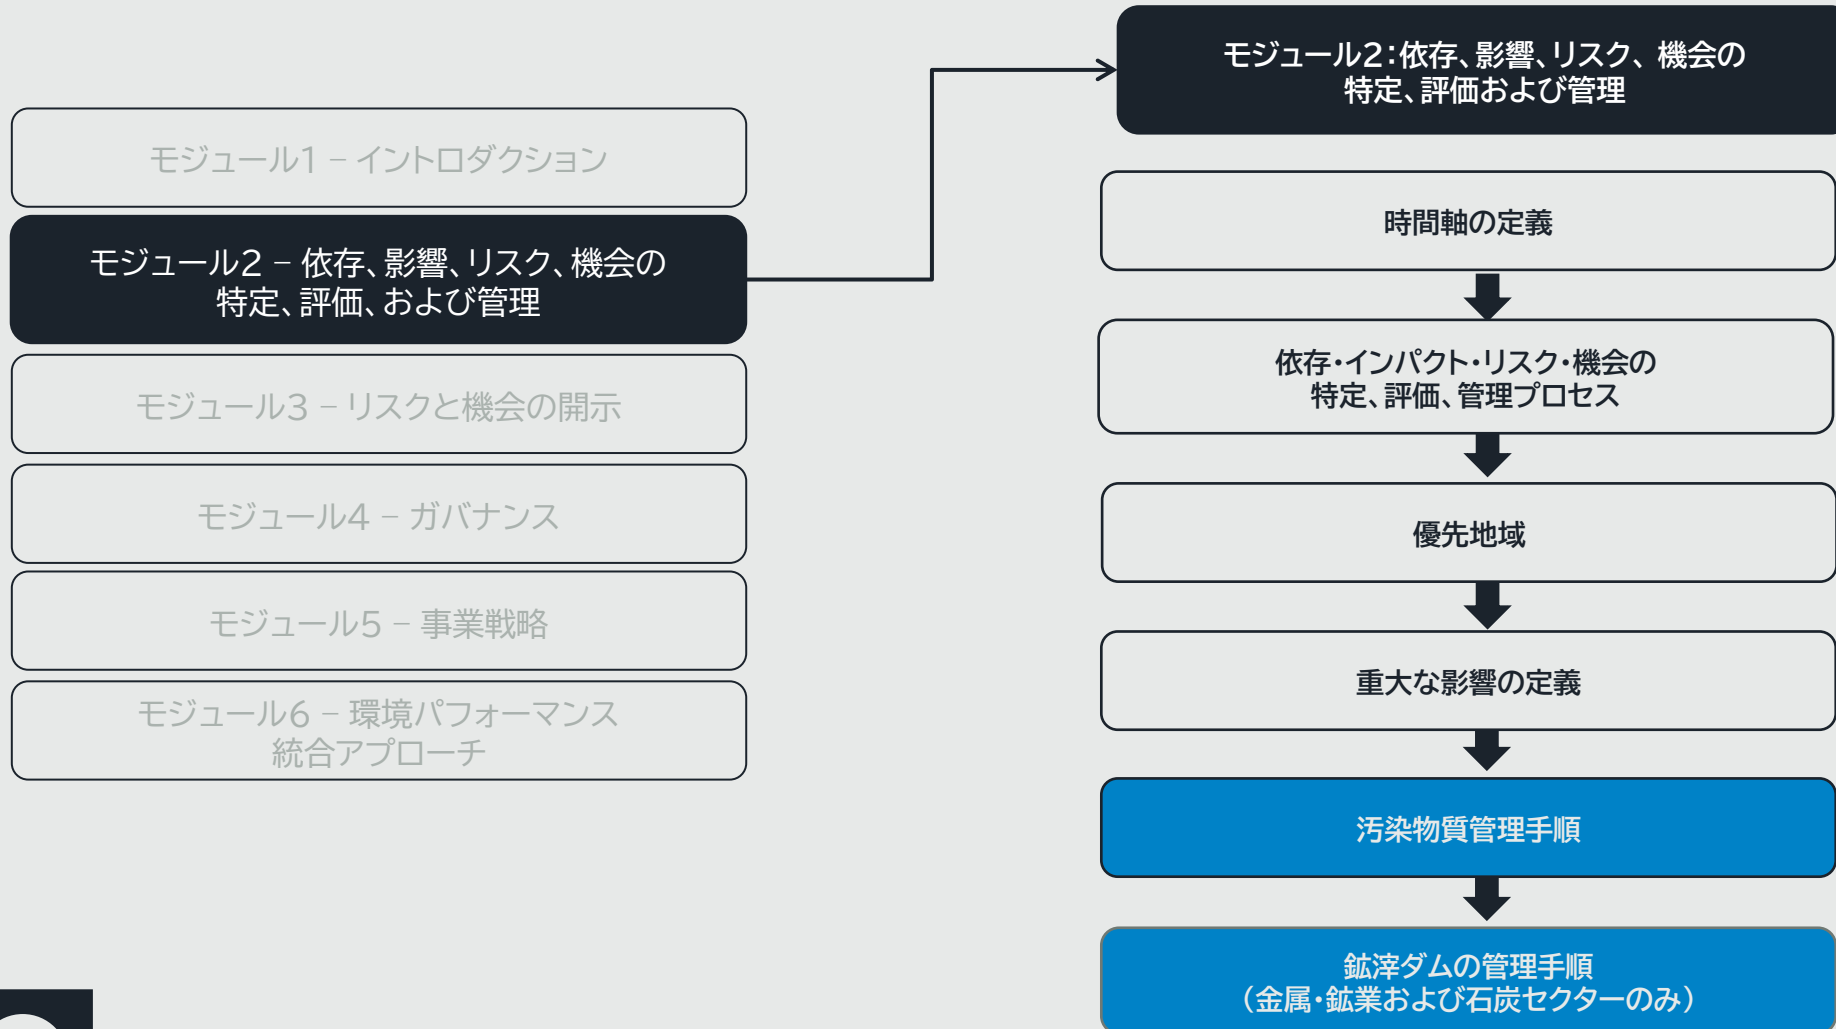 モジュール1 – イントロダクション
モジュール2 – 依存、影響、リスク、機会の
特定、評価、および管理
モジュール3 – リスクと機会の開示
モジュール4 – ガバナンス
モジュール5 – 事業戦略
モジュール6 – 環境パフォーマンス
統合アプローチ
モジュール2：依存、影響、リスク、機会の
特定、評価および管理
時間軸の定義
依存・インパクト・リスク・機会の
特定、評価、管理プロセス
優先地域
重大な影響の定義
汚染物質管理手順
鉱滓ダムの管理手順
（金属・鉱業および石炭セクターのみ）